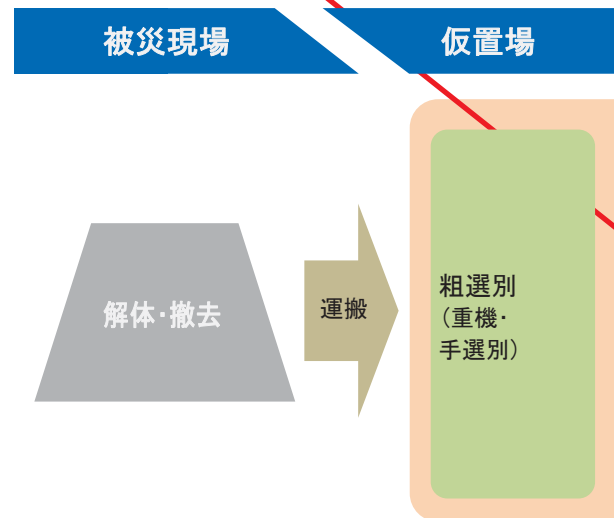 被災現場
仮置場
解体・撤去
運搬
粗選別
（重機・
手選別）